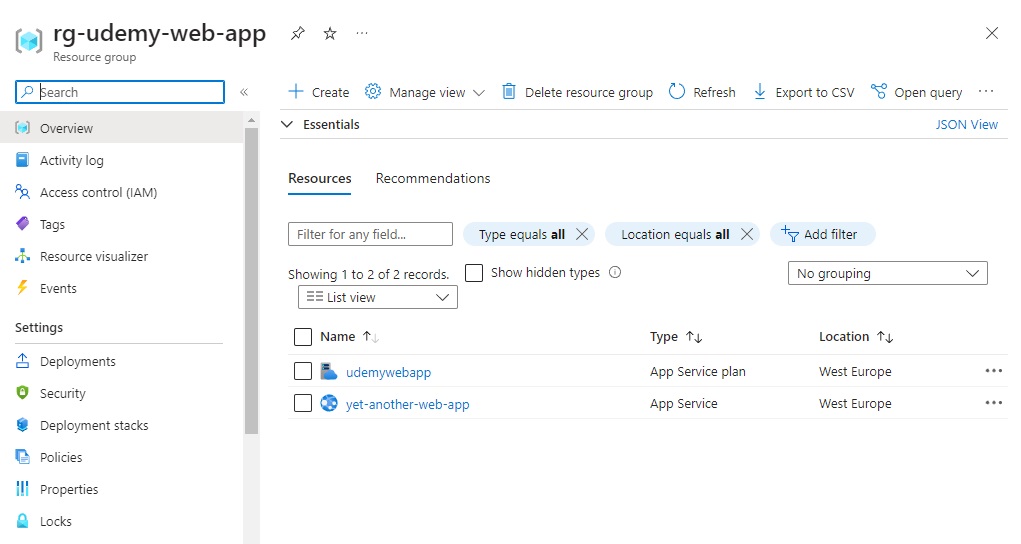 rg-udemy-web-app
Resource group
Search
Overview
Activity log
Access control (IAM)
Tags
Resource visualizer
Events
Settings
Deployments
Security
Deployment stacks
Policies
Properties
Locks
Create Manage view Delete resource group Refresh Export to CSV Open query
Essentials JSON View
Resources Recommendations
Filter for any field... Type equals all Location equals all Add filter
Showing 1 to 2 of 2 records. Show hidden types No grouping
List view
Name Type Location
udemywebapp App Service plan West Europe
yet-another-web-app App Service West Europe